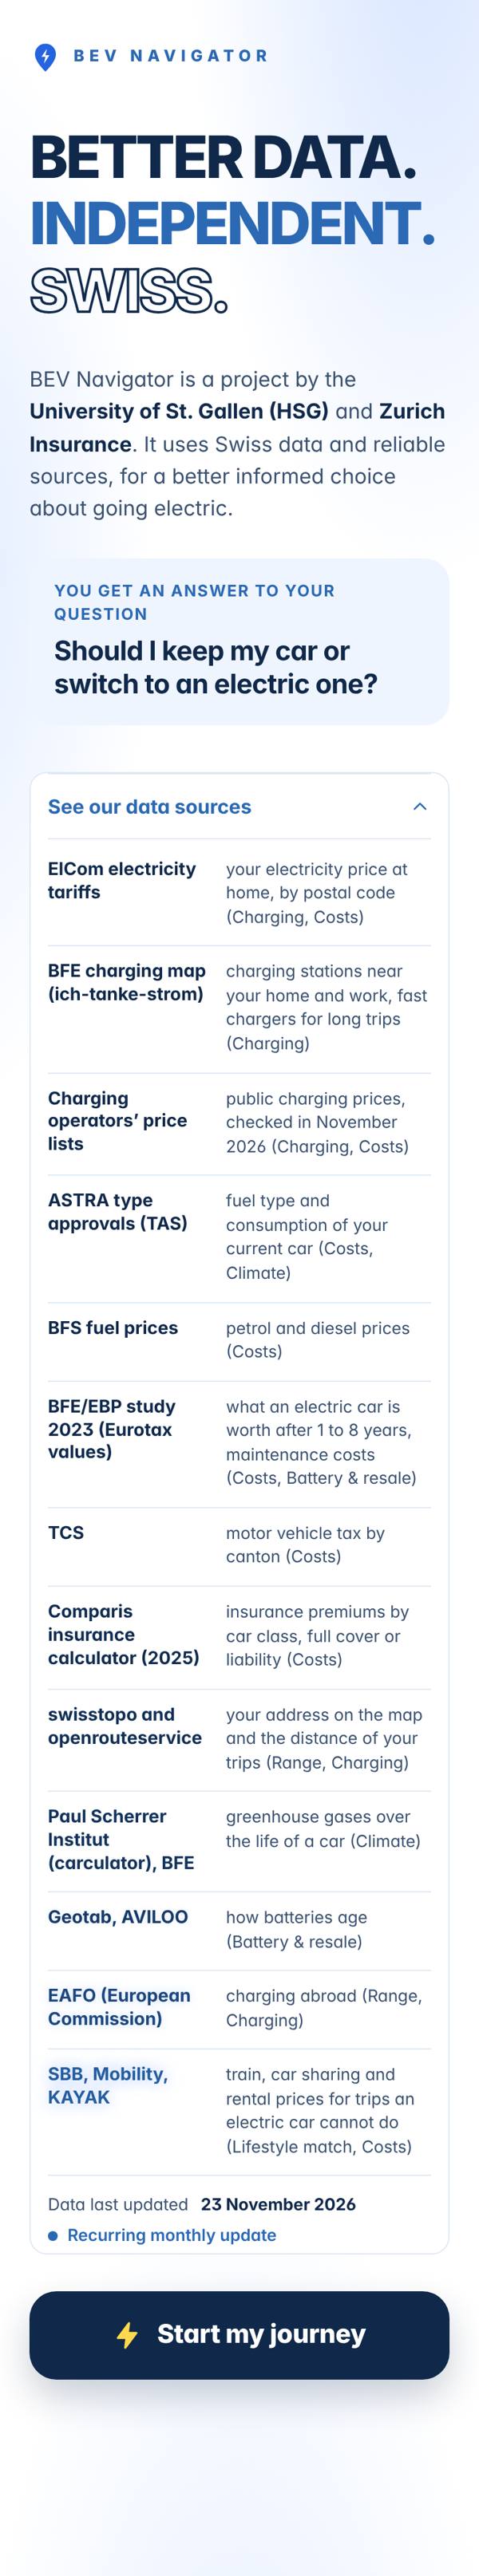 BEV NAVIGATOR
BETTER DATA.
INDEPENDENT.
SWISS.
BEV Navigator is a project by the
University of St. Gallen (HSG) and Zurich
Insurance. It uses Swiss data and reliable
sources, for a better informed choice
about going electric.
YOU GET AN ANSWER TO YOUR
QUESTION
Should I keep my car or
switch to an electric one?
See our data sources
ElCom electricity
tariffs
your electricity price at
home, by postal code
(Charging, Costs)
BFE charging map
(ich-tanke-strom)
charging stations near
your home and work, fast
chargers for long trips
(Charging)
Charging
operators’ price
lists
public charging prices,
checked in November
2026 (Charging, Costs)
ASTRA type
approvals (TAS)
fuel type and
consumption of your
current car (Costs,
Climate)
BFS fuel prices
petrol and diesel prices
(Costs)
BFE/EBP study
2023 (Eurotax
values)
what an electric car is
worth after 1 to 8 years,
maintenance costs
(Costs, Battery & resale)
TCS
motor vehicle tax by
canton (Costs)
Comparis
insurance
calculator (2025)
insurance premiums by
car class, full cover or
liability (Costs)
swisstopo and
openrouteservice
your address on the map
and the distance of your
trips (Range, Charging)
Paul Scherrer
Institut
(carculator), BFE
greenhouse gases over
the life of a car (Climate)
Geotab, AVILOO
how batteries age
(Battery & resale)
EAFO (European
Commission)
charging abroad (Range,
Charging)
SBB, Mobility,
KAYAK
train, car sharing and
rental prices for trips an
electric car cannot do
(Lifestyle match, Costs)
Data last updated 23 November 2026
Recurring monthly update
Start my journey